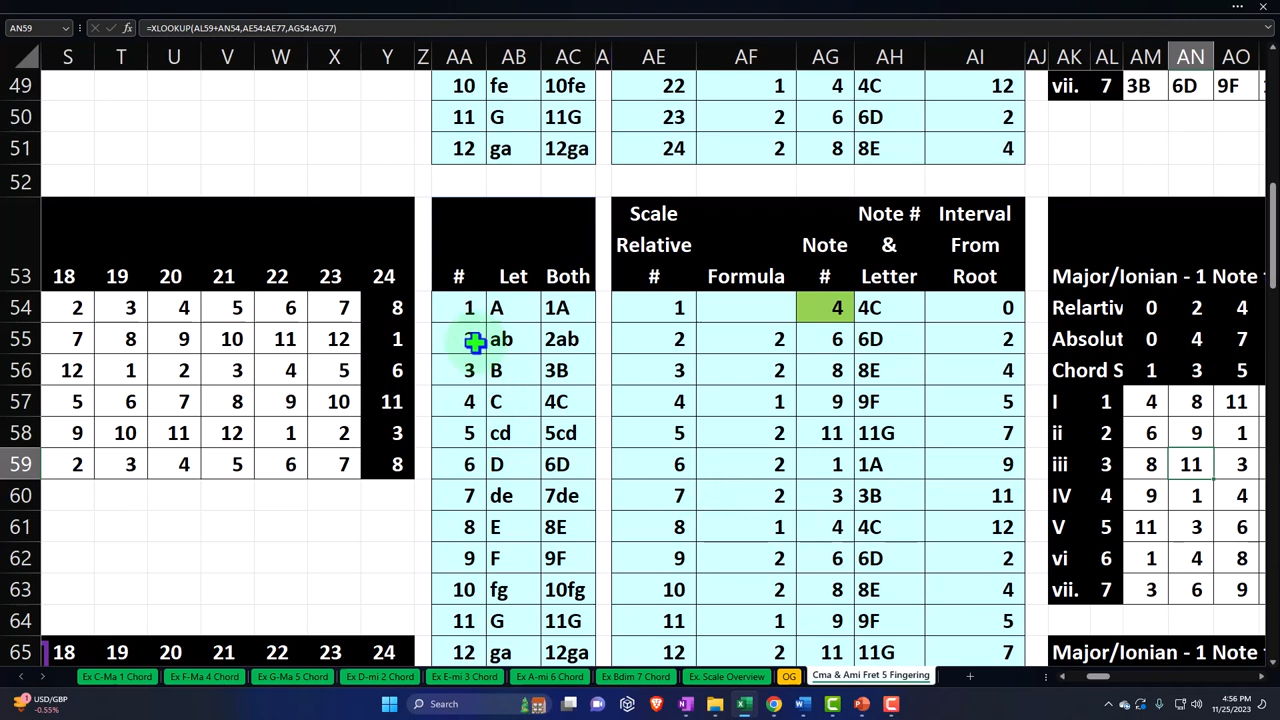 AN59 =XLOOKUP(AL59+AN54,AE54:AE77,AG54:AG77)
S T U V W X Y Z AA AB AC A AE AF AG AH AI AJ AK AL AM AN AO
49 10 fe 10fe 22 1 4 4C 12 vii. 7 3B 6D 9F
50 11 G 11G 23 2 6 6D 2
51 12 ga 12ga 24 2 8 8E 4
52
Scale Note #
Relative Note & Interval From
53 18 19 20 21 22 23 24 # Let Both # Formula # Letter Root Major/Ionian - 1 Note
54 2 3 4 5 6 7 8 1 A 1A 1 4 4C 0 Relartiv 0 2 4
55 7 8 9 10 11 12 1 ab 2ab 2 2 6 6D 2 Absolut 0 4 7
56 12 1 2 3 4 5 6 3 B 3B 3 2 8 8E 4 Chord S 1 3 5
57 5 6 7 8 9 10 11 4 C 4C 4 1 9 9F 5 I 1 4 8 11
58 9 10 11 12 1 2 3 5 cd 5cd 5 2 11 11G 7 ii 2 6 9 1
59 2 3 4 5 6 7 8 6 D 6D 6 2 1 1A 9 iii 3 8 11 3
60 7 de 7de 7 2 3 3B 11 IV 4 9 1 4
61 8 E 8E 8 1 4 4C 12 V 5 11 3 6
62 9 F 9F 9 2 6 6D 2 vi 6 1 4 8
63 10 fg 10fg 10 2 8 8E 4 vii. 7 3 6 9
64 11 G 11G 11 1 9 9F 5
65 18 19 20 21 22 23 24 12 ga 12ga 12 2 11 11G 7 Major/Ionian - 1 Note
Ex C-Ma 1 Chord Ex F-Ma 4 Chord Ex G-Ma 5 Chord Ex D-mi 2 Chord Ex E-mi 3 Chord Ex A-mi 6 Chord Ex Bdim 7 Chord Ex. Scale Overview OG Cma & Ami Fret 5 Fingering
USD/GBP
-0.55%
Search
4:56 PM
11/25/2023